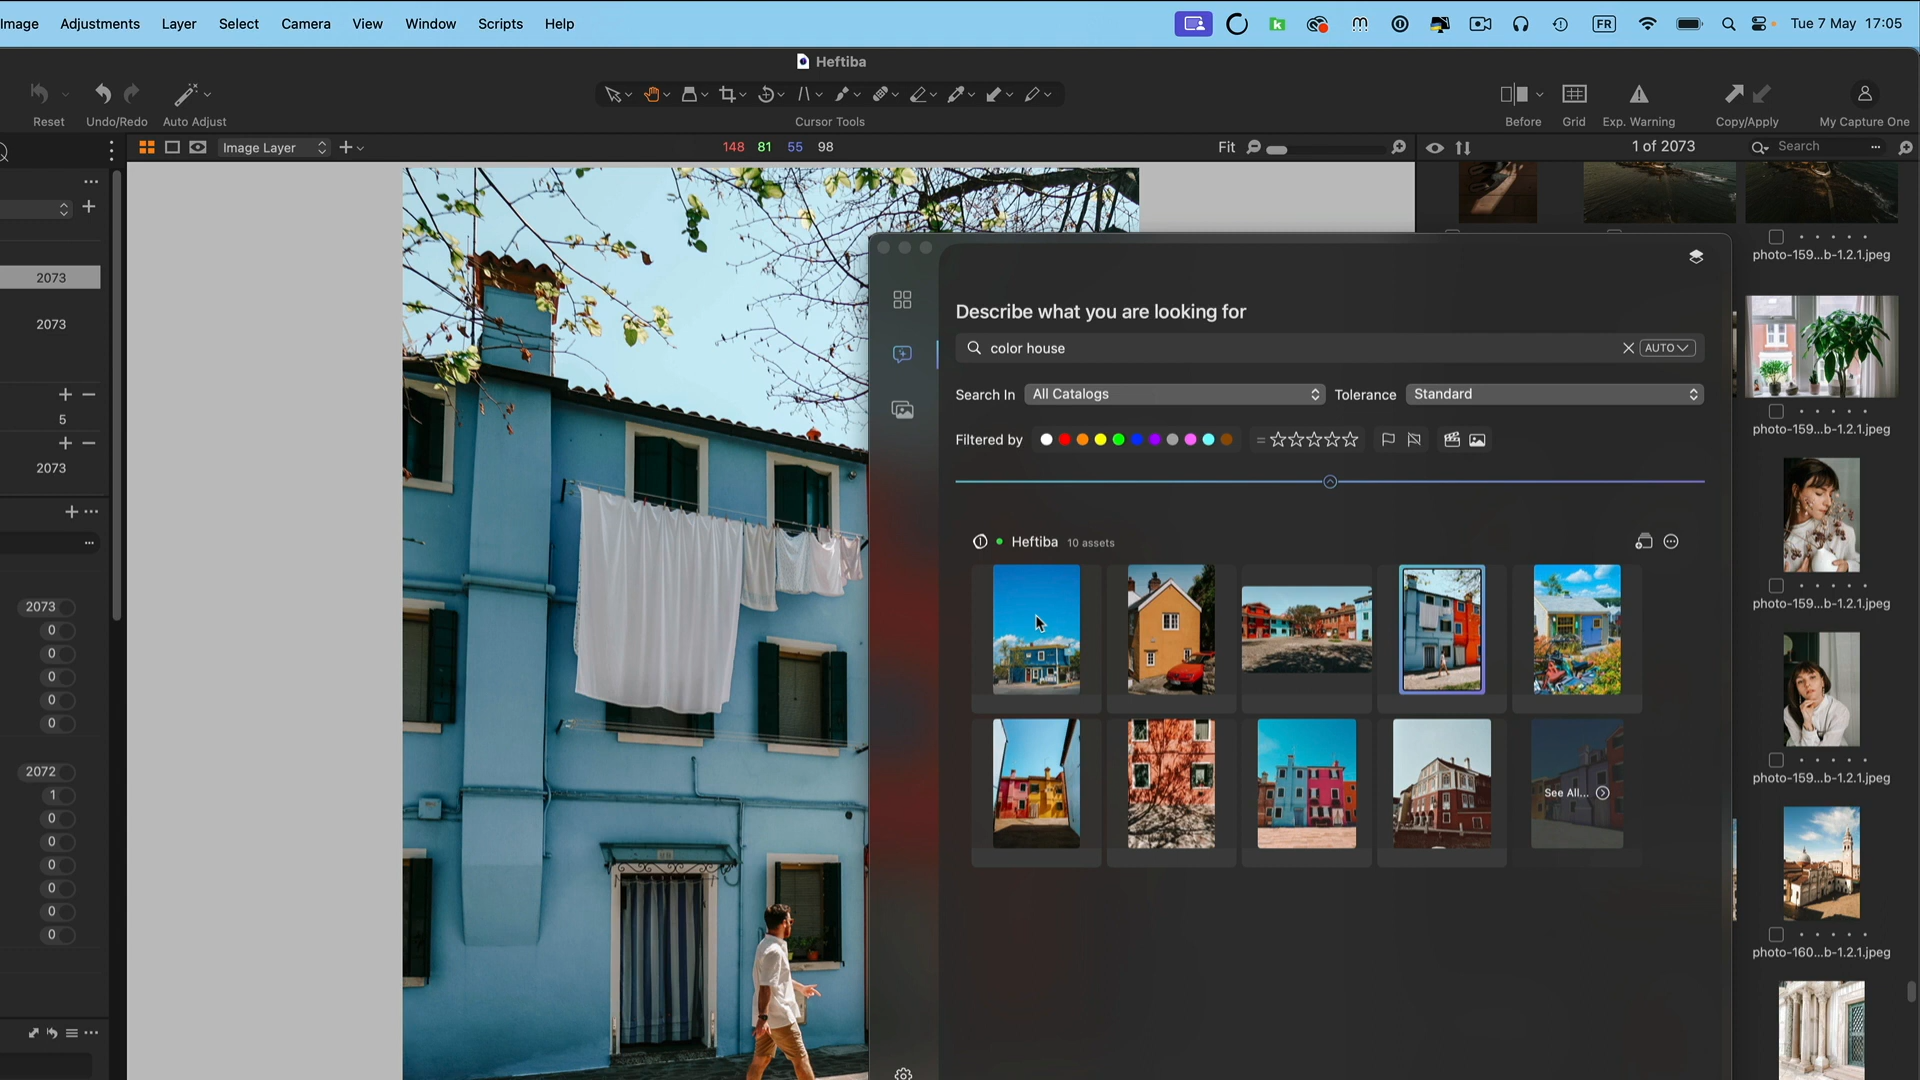 Image Adjustments Layer Select Camera View Window Scripts Help
FR Tue 7 May 17:05
Heftiba
Reset Undo/Redo Auto Adjust
Cursor Tools
Before Grid Exp. Warning Copy/Apply My Capture One
Image Layer
148 81 55 98
Fit
1 of 2073 Search
2073
2073
5
2073
2073
0
0
0
0
0
2072
1
0
0
0
0
0
0
Describe what you are looking for
color house
AUTO
Search In All Catalogs Tolerance Standard
Filtered by
Heftiba 10 assets
See All...
photo-159...b-1.2.1.jpeg
photo-159...b-1.2.1.jpeg
photo-159...b-1.2.1.jpeg
photo-159...b-1.2.1.jpeg
photo-160...b-1.2.1.jpeg